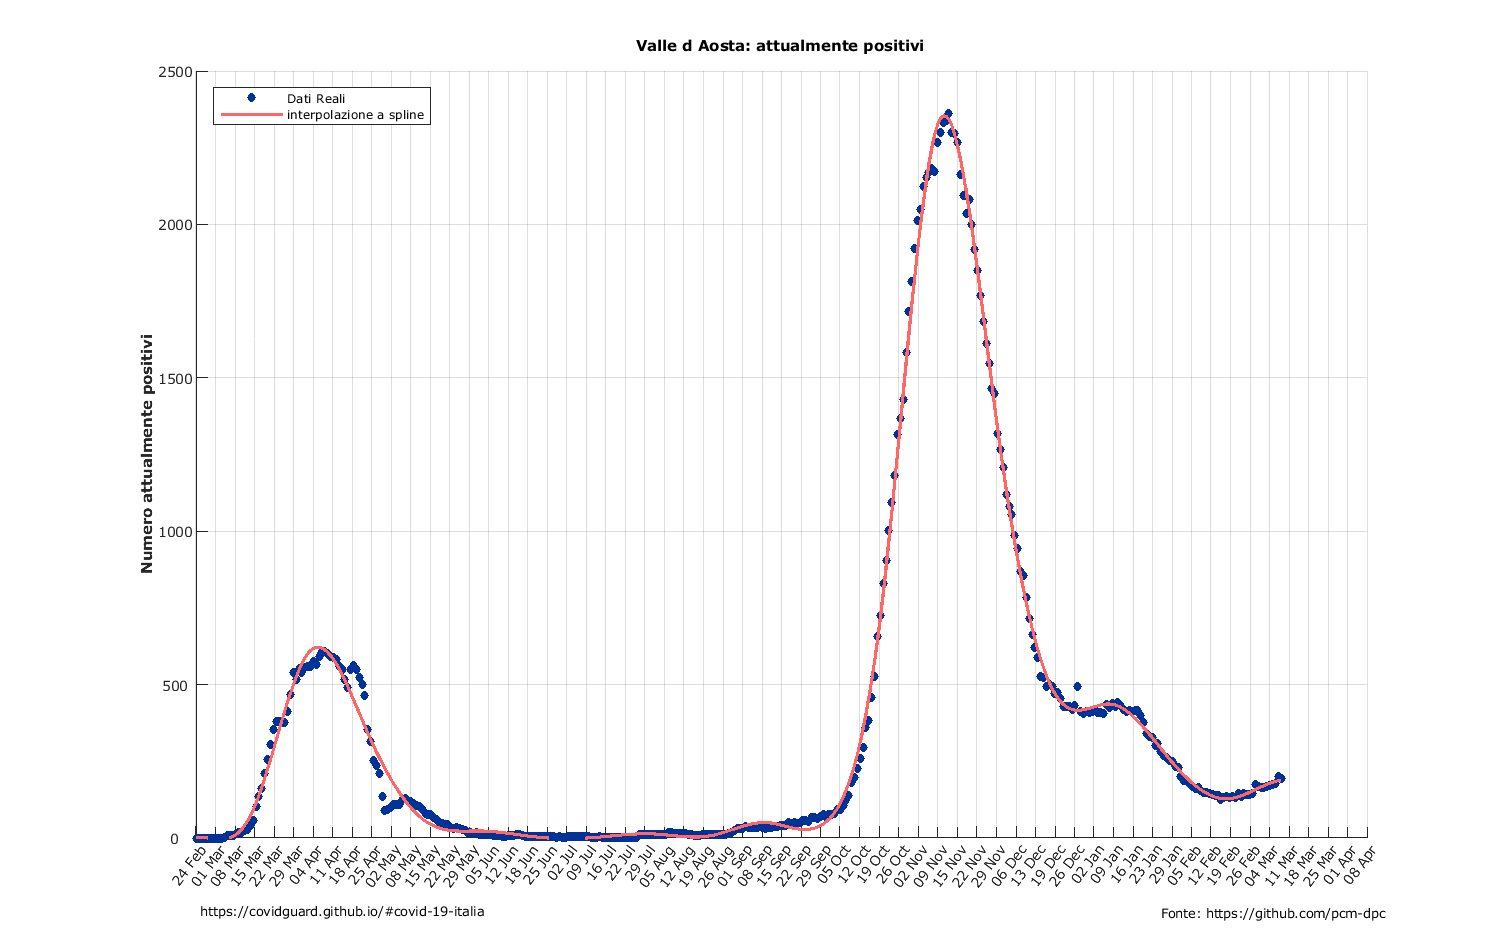 Valle d Aosta: attualmente positivi
Dati Reali
interpolazione a spline
Numero attualmente positivi
2500
2000
1500
1000
500
0
24 Feb
01 Mar
08 Mar
15 Mar
22 Mar
29 Mar
04 Apr
11 Apr
18 Apr
25 Apr
02 May
08 May
15 May
22 May
29 May
05 Jun
12 Jun
18 Jun
25 Jun
02 Jul
09 Jul
16 Jul
22 Jul
29 Jul
05 Aug
12 Aug
19 Aug
26 Aug
01 Sep
08 Sep
15 Sep
22 Sep
29 Sep
05 Oct
12 Oct
19 Oct
26 Oct
02 Nov
09 Nov
15 Nov
22 Nov
29 Nov
06 Dec
13 Dec
19 Dec
26 Dec
02 Jan
09 Jan
16 Jan
23 Jan
29 Jan
05 Feb
12 Feb
19 Feb
26 Feb
04 Mar
11 Mar
18 Mar
25 Mar
01 Apr
08 Apr
https://covidguard.github.io/#covid-19-italia
Fonte: https://github.com/pcm-dpc